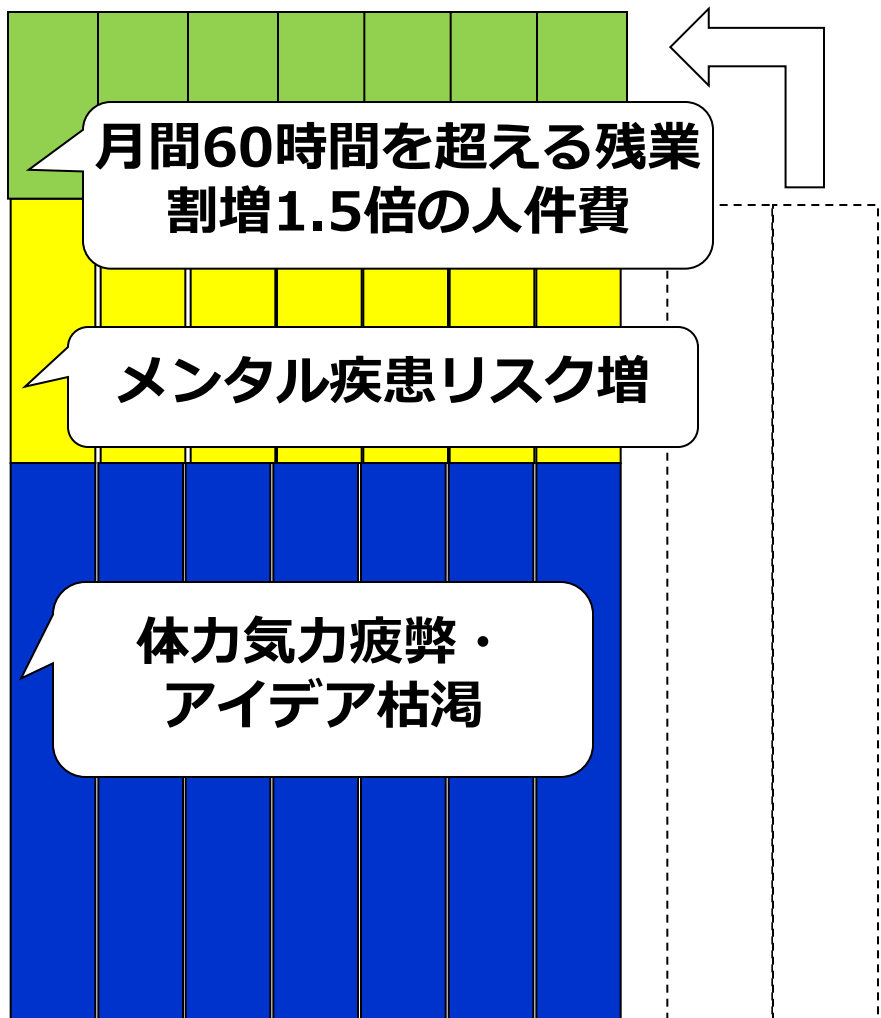 月間60時間を超える残業
割増1.5倍の人件費
メンタル疾患リスク増
体力気力疲弊・
アイデア枯渇